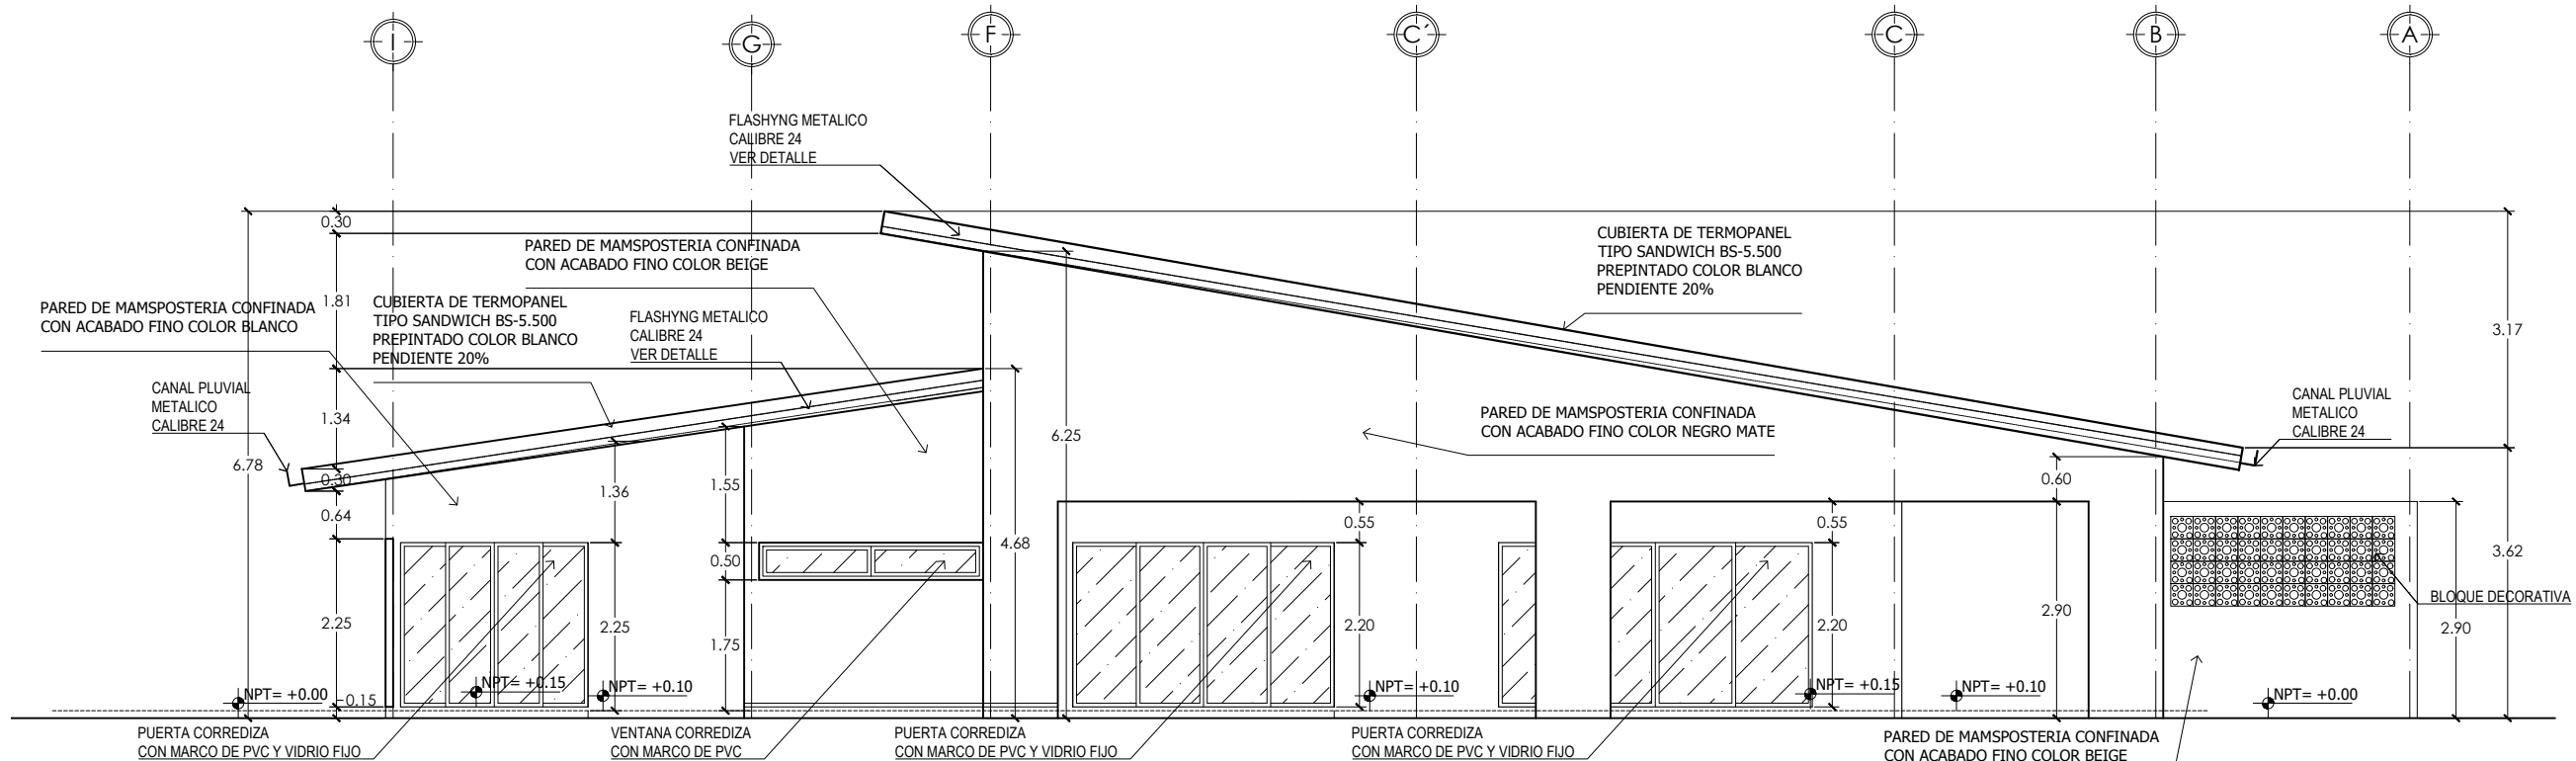 I
G
F
C´
C
B
A
FLASHYNG METALICO
CALIBRE 24
VER DETALLE
0.30
PARED DE MAMSPOSTERIA CONFINADA
CON ACABADO FINO COLOR BEIGE
CUBIERTA DE TERMOPANEL
TIPO SANDWICH BS-5.500
PREPINTADO COLOR BLANCO
PENDIENTE 20%
PARED DE MAMSPOSTERIA CONFINADA
CON ACABADO FINO COLOR BLANCO
1.81
CUBIERTA DE TERMOPANEL
TIPO SANDWICH BS-5.500
PREPINTADO COLOR BLANCO
PENDIENTE 20%
FLASHYNG METALICO
CALIBRE 24
VER DETALLE
3.17
CANAL PLUVIAL
METALICO
CALIBRE 24
1.34
PARED DE MAMSPOSTERIA CONFINADA
CON ACABADO FINO COLOR NEGRO MATE
CANAL PLUVIAL
METALICO
CALIBRE 24
6.78
0.30
0.64
1.36
1.55
6.25
0.60
0.55
0.55
4.68
0.50
3.62
2.25
2.25
1.75
2.20
2.20
2.90
BLOQUE DECORATIVA
2.90
NPT= +0.00
0.15
NPT= +0.15
NPT= +0.10
NPT= +0.10
NPT= +0.15
NPT= +0.10
NPT= +0.00
PUERTA CORREDIZA
CON MARCO DE PVC Y VIDRIO FIJO
VENTANA CORREDIZA
CON MARCO DE PVC
PUERTA CORREDIZA
CON MARCO DE PVC Y VIDRIO FIJO
PUERTA CORREDIZA
CON MARCO DE PVC Y VIDRIO FIJO
PARED DE MAMSPOSTERIA CONFINADA
CON ACABADO FINO COLOR BEIGE